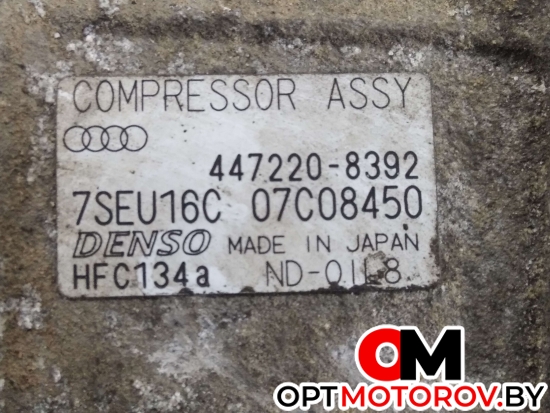 COMPRESSOR ASSY
447220-8392
7SEU16C 07C08450
DENSO MADE IN JAPAN
HFC134a ND-OIL8
OM
OPTMOTOROV.BY